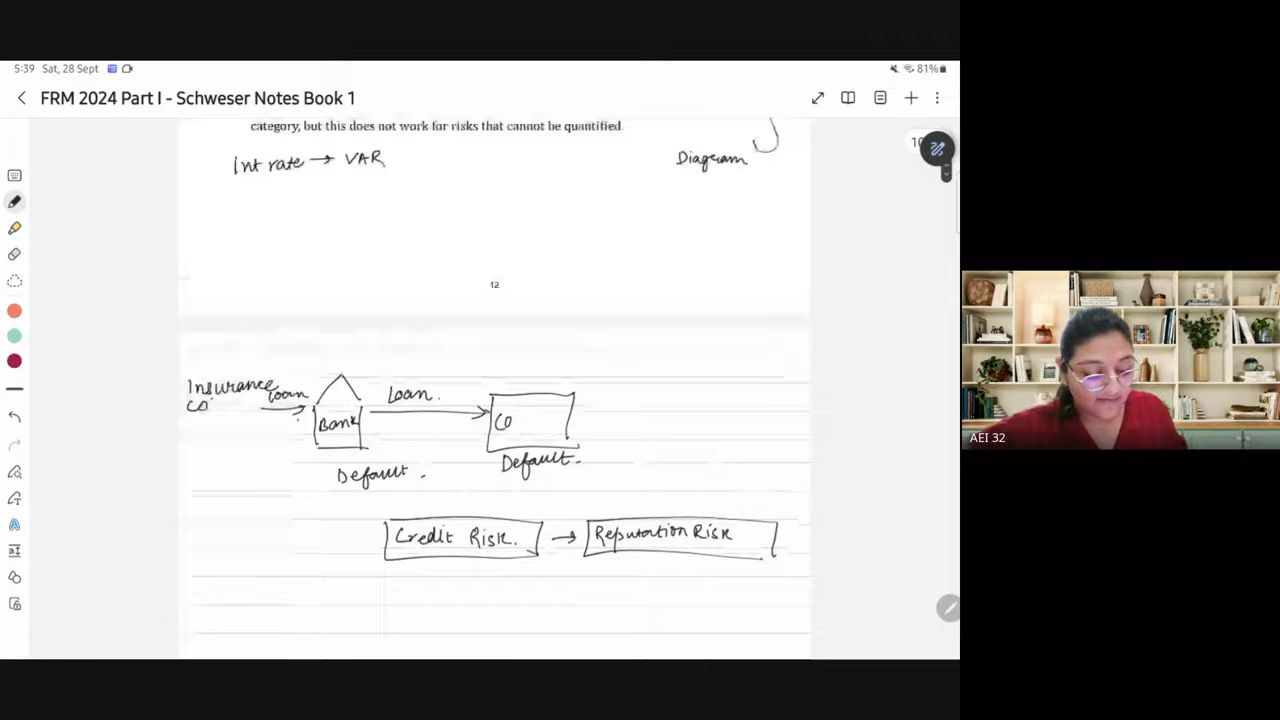 5:39 Sat, 28 Sept
81%
FRM 2024 Part I - Schweser Notes Book 1
category, but this does not work for risks that cannot be quantified.
Int rate → VAR
Diagram
12
Insurance Co
loan
Bank
Loan.
CO
Default.
Default.
Credit Risk. → Reputation Risk
AEI 32